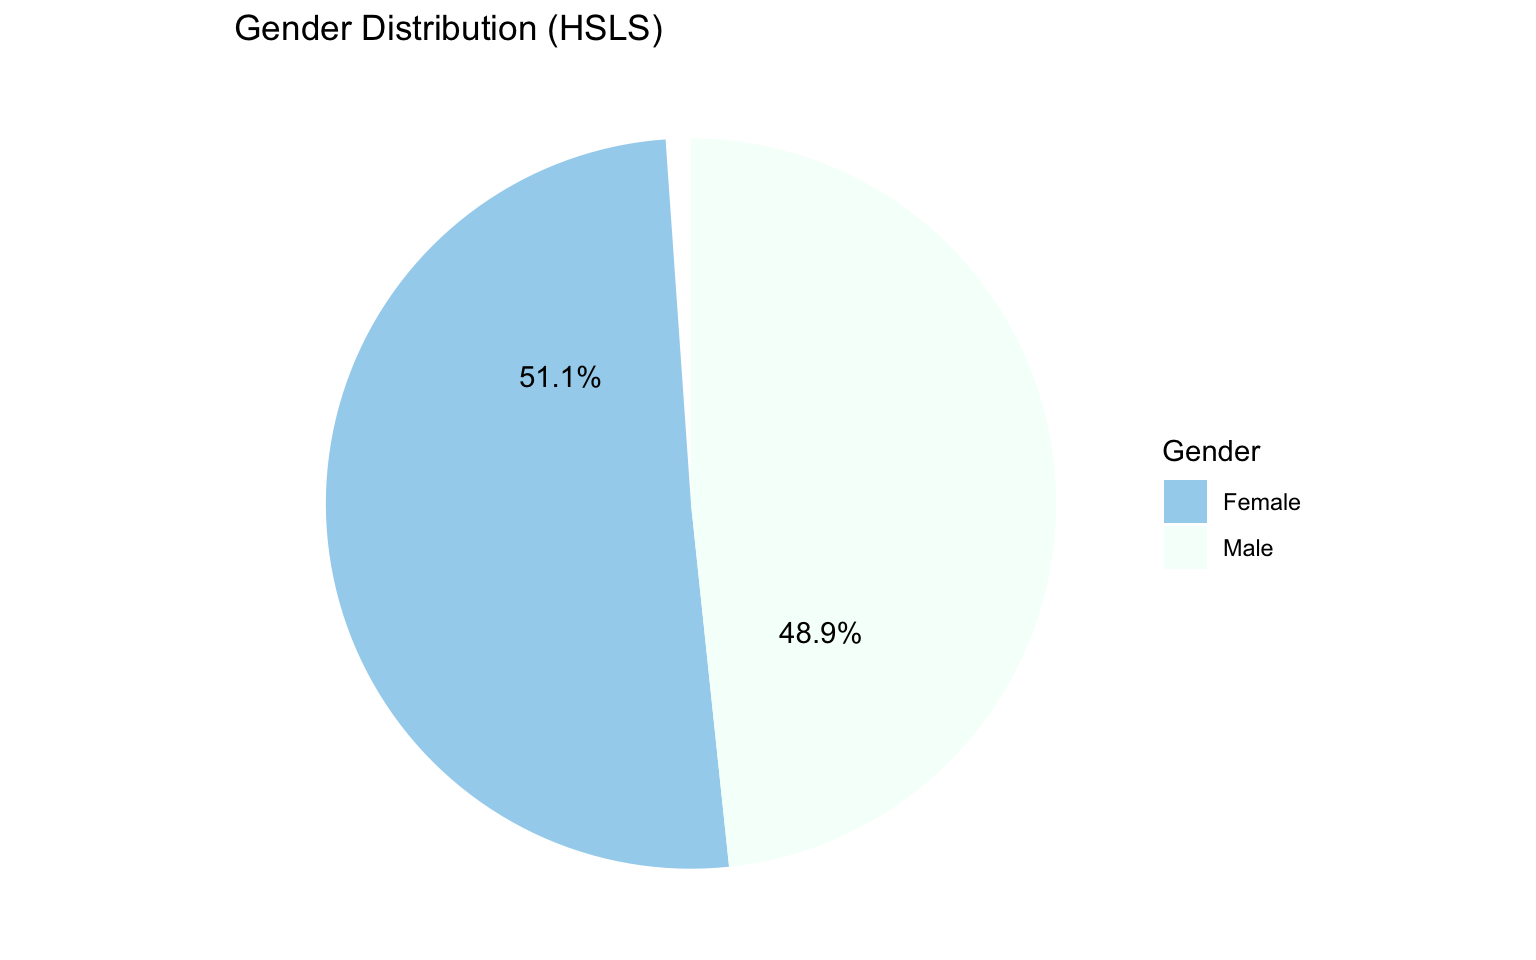 Gender Distribution (HSLS)
51.1%
48.9%
Gender
Female
Male